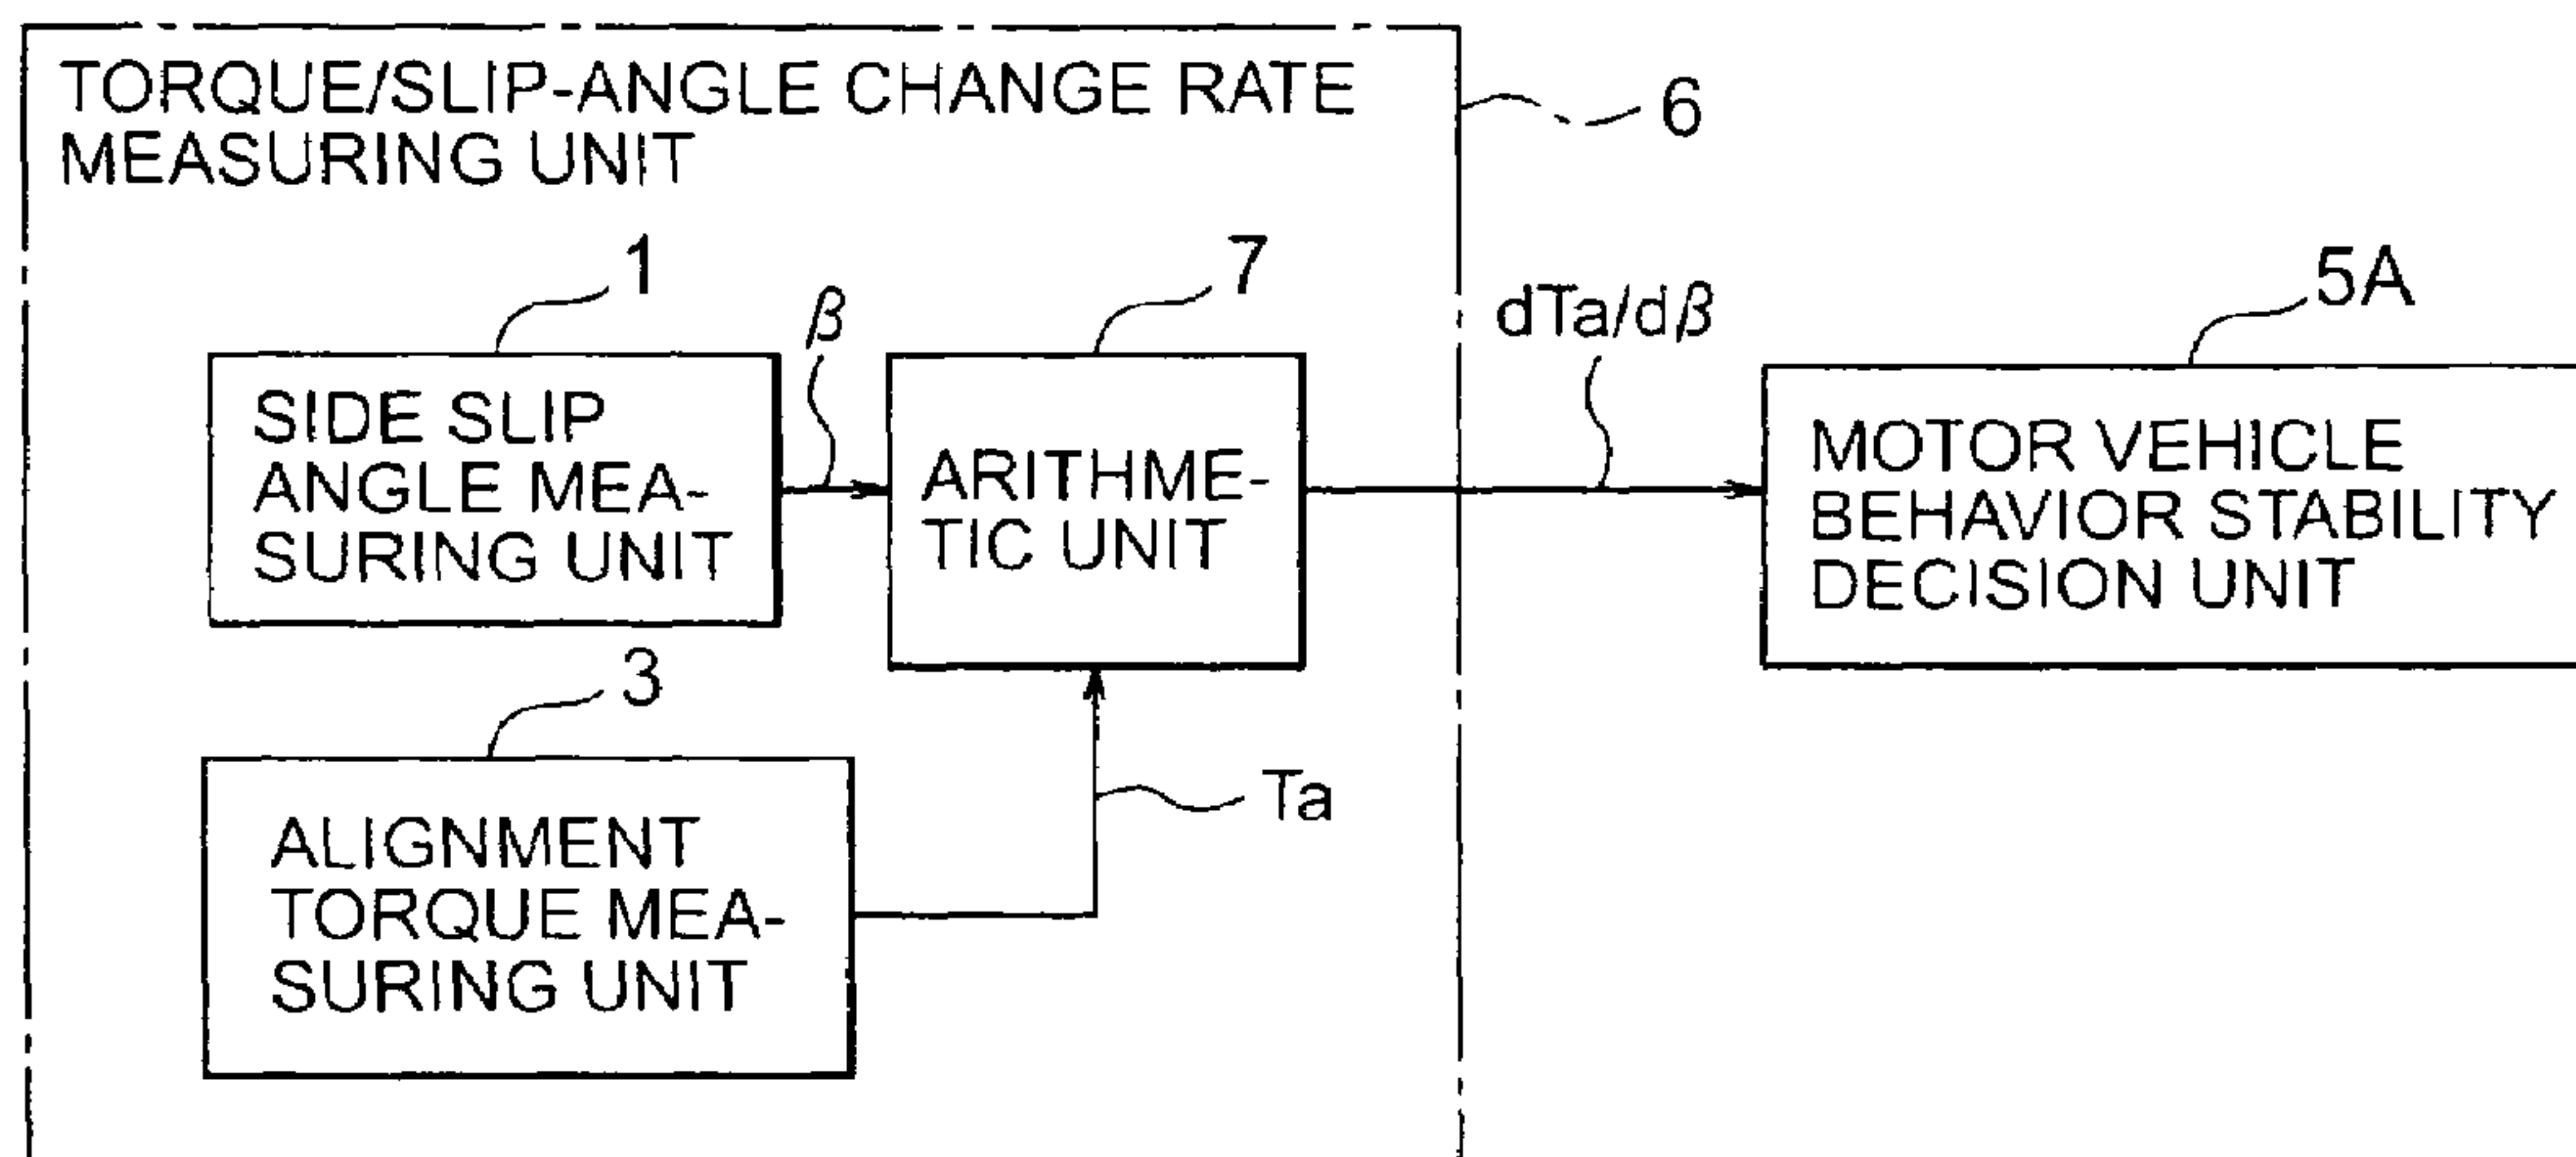 TORQUE/SLIP-ANGLE CHANGE RATE
MEASURING UNIT
6
1
β
7
dTa/dβ
5A
SIDE SLIP
ANGLE MEA-
SURING UNIT
ARITHME-
TIC UNIT
MOTOR VEHICLE
BEHAVIOR STABILITY
DECISION UNIT
3
Ta
ALIGNMENT
TORQUE MEA-
SURING UNIT